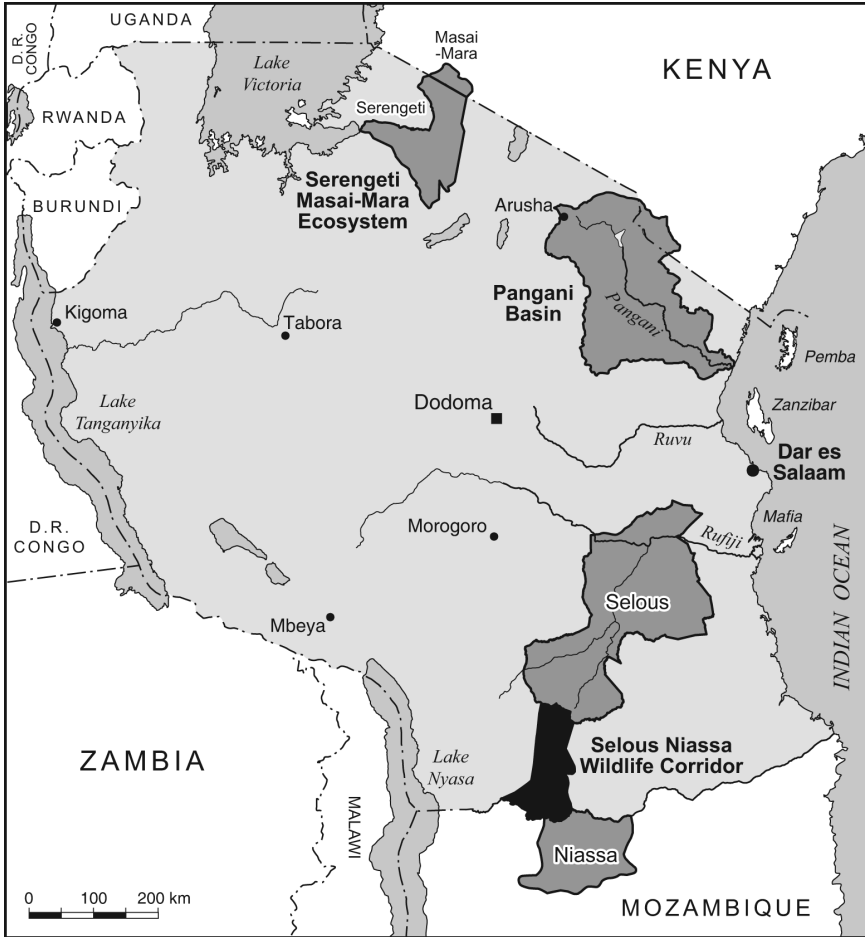 UGANDA
D.R.
CONGO
Masai-
Mara
Lake
Victoria
KENYA
RWANDA
Serengeti
Serengeti
Masai-Mara
Ecosystem
BURUNDI
Arusha
Pangani
Basin
Pangani
Kigoma
Tabora
Pemba
Lake
Tanganyika
Dodoma
Zanzibar
Ruvu
Dar es
Salaam
D.R.
CONGO
Morogoro
Mafia
Rufiji
INDIAN OCEAN
Selous
Mbeya
ZAMBIA
Lake
Nyasa
Selous Niassa
Wildlife Corridor
MALAWI
Niassa
0 100 200 km
MOZAMBIQUE